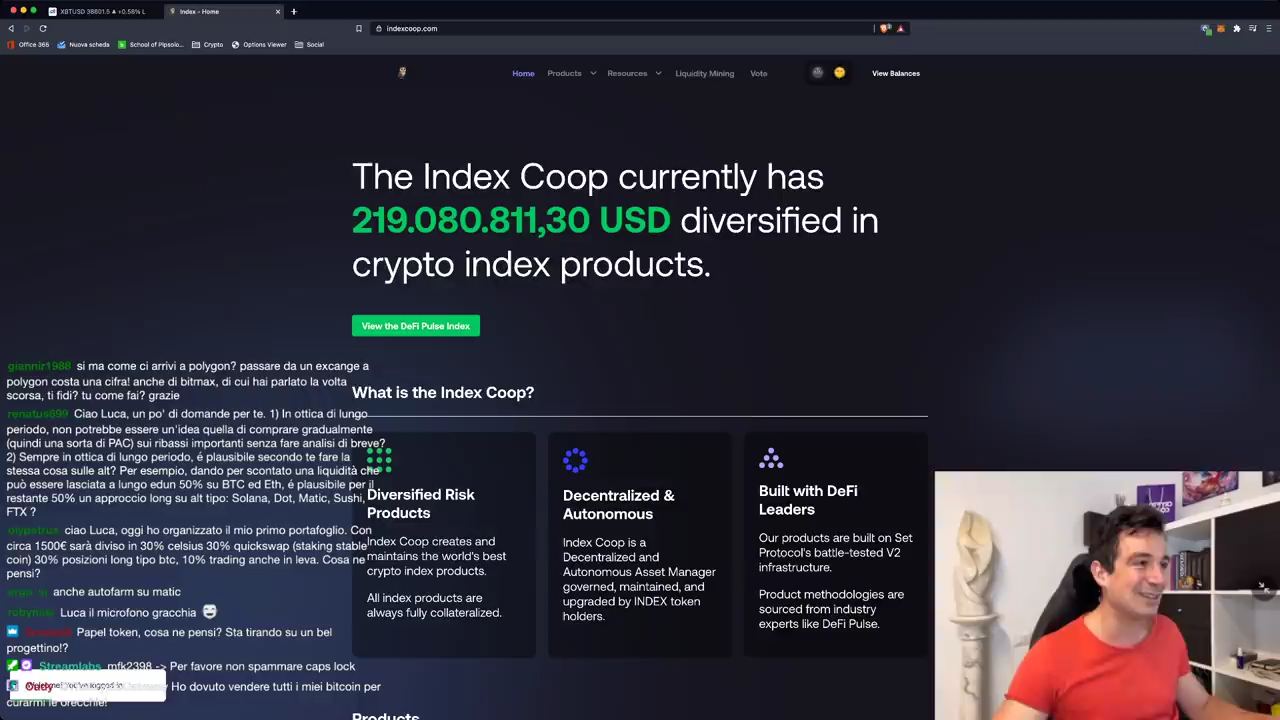 XBTUSD 38601.5 ▲ +0,56% L
Index - Home
indexcoop.com
Office 365
Nuova scheda
School of Pipsolo...
Crypto
Options Viewer
Social
Home
Products
Resources
Liquidity Mining
Vote
View Balances
The Index Coop currently has
219.080.811,30 USD diversified in
crypto index products.
View the DeFi Pulse Index
What is the Index Coop?
Diversified Risk
Products
Index Coop creates and
maintains the world's best
crypto index products.
All index products are
always fully collateralized.
Decentralized &
Autonomous
Index Coop is a
Decentralized and
Autonomous Asset Manager
governed, maintained, and
upgraded by INDEX token
holders.
Built with DeFi
Leaders
Our products are built on Set
Protocol's battle-tested V2
infrastructure.
Product methodologies are
sourced from industry
experts like DeFi Pulse.
Products
giannir1988 si ma come ci arrivi a polygon? passare da un excange a
polygon costa una cifra! anche di bitmax, di cui hai parlato la volta
scorsa, ti fidi? tu come fai? grazie
renatus699 Ciao Luca, un po' di domande per te. 1) In ottica di lungo
periodo, non potrebbe essere un'idea quella di comprare gradualmente
(quindi una sorta di PAC) sui ribassi importanti senza fare analisi di breve?
2) Sempre in ottica di lungo periodo, é plausibile secondo te fare la
stessa cosa sulle alt? Per esempio, dando per scontato una liquidità che
può essere lasciata a lungo edun 50% su BTC ed Eth, é plausibile per il
restante 50% un approccio long su alt tipo: Solana, Dot, Matic, Sushi,
FTX ?
ciao Luca, oggi ho organizzato il mio primo portafoglio. Con
circa 1500€ sarà diviso in 30% celsius 30% quickswap (staking stable
coin) 30% posizioni long tipo btc, 10% trading anche in leva. Cosa ne
pensi?
anche autofarm su matic
Luca il microfono gracchia
Papel token, cosa ne pensi? Sta tirando su un bel
progettino!?
Streamlabs mfk2398 -> Per favore non spammare caps lock
Ho dovuto vendere tutti i miei bitcoin per
curarmi le orecchie!